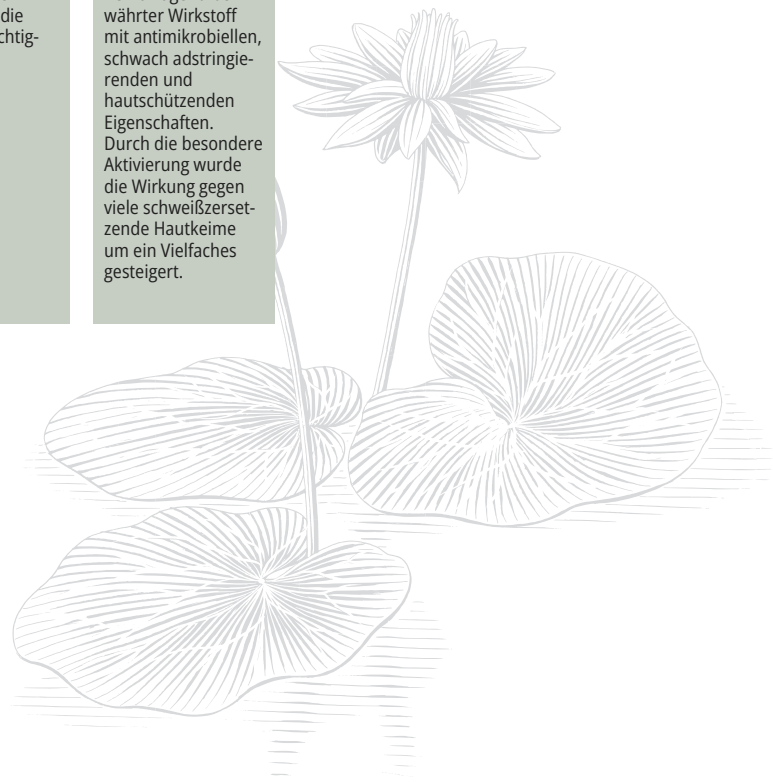 die
chtig-
währter Wirkstoff
mit antimikrobiellen,
schwach adstringie-
renden und
hautschützenden
Eigenschaften.
Durch die besondere
Aktivierung wurde
die Wirkung gegen
viele schweißzerset-
zende Hautkeime
um ein Vielfaches
gesteigert.